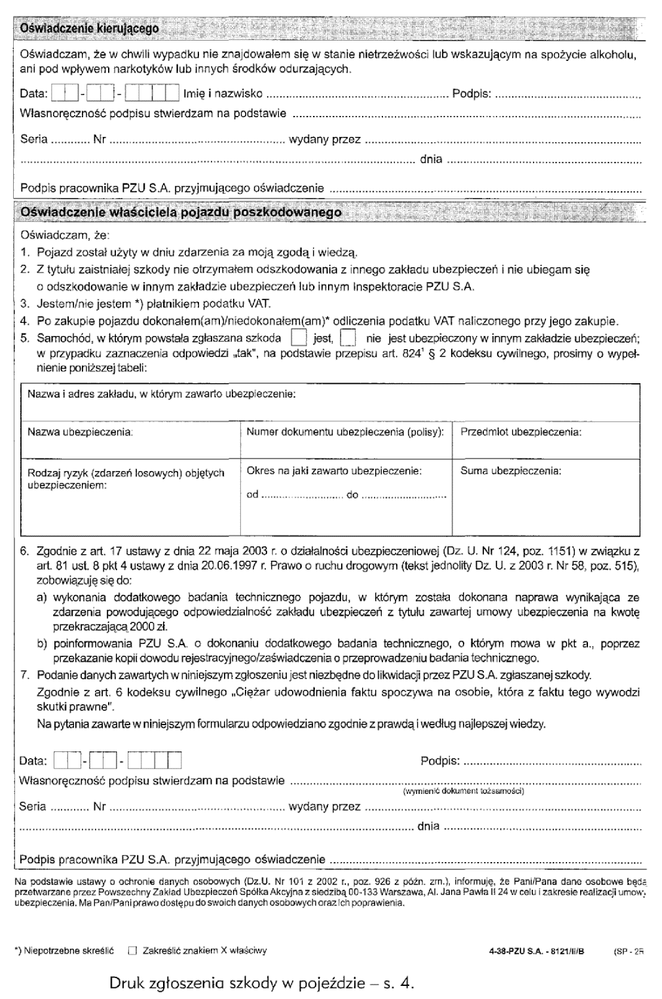 Oświadczenie kierującego
Oświadczam, że w chwili wypadku nie znajdowałem się w stanie nietrzeźwości lub wskazującym na spożycie alkoholu,
ani pod wpływem narkotyków lub innych środków odurzających.
Data: - - Imię i nazwisko .................................................. Podpis: ........................................
Własnoręczność podpisu stwierdzam na podstawie ....................................................................................
Seria ............ Nr ................................................ wydany przez ..........................................................................
.......................................................................................................... dnia .....................................................
Podpis pracownika PZU S.A. przyjmującego oświadczenie ..........................................................................
Oświadczenie właściciela pojazdu poszkodowanego
Oświadczam, że:
1. Pojazd został użyty w dniu zdarzenia za moją zgodą i wiedzą.
2. Z tytułu zaistniałej szkody nie otrzymałem odszkodowania z innego zakładu ubezpieczeń i nie ubiegam się
o odszkodowanie w innym zakładzie ubezpieczeń lub innym Inspektoracie PZU S.A.
3. Jestem/nie jestem *) płatnikiem podatku VAT.
4. Po zakupie pojazdu dokonałem(am)/niedokonałem(am)* odliczenia podatku VAT naliczonego przy jego zakupie.
5. Samochód, w którym powstała zgłaszana szkoda □ jest, □ nie jest ubezpieczony w innym zakładzie ubezpieczeń;
w przypadku zaznaczenia odpowiedzi „tak", na podstawie przepisu art. 824¹ § 2 kodeksu cywilnego, prosimy o wypeł-
nienie poniższej tabeli:
Nazwa i adres zakładu, w którym zawarto ubezpieczenie:
Nazwa ubezpieczenia: Numer dokumentu ubezpieczenia (polisy): Przedmiot ubezpieczenia:
Rodzaj ryzyk (zdarzeń losowych) objętych
ubezpieczeniem:
Okres na jaki zawarto ubezpieczenie:
od .......................... do ..........................
Suma ubezpieczenia:
6. Zgodnie z art. 17 ustawy z dnia 22 maja 2003 r. o działalności ubezpieczeniowej (Dz. U. Nr 124, poz. 1151) w związku z
art. 81 ust. 8 pkt 4 ustawy z dnia 20.06.1997 r. Prawo o ruchu drogowym (tekst jednolity Dz. U. z 2003 r. Nr 58, poz. 515),
zobowiązuję się do:
a) wykonania dodatkowego badania technicznego pojazdu, w którym została dokonana naprawa wynikająca ze
zdarzenia powodującego odpowiedzialność zakładu ubezpieczeń z tytułu zawartej umowy ubezpieczenia na kwotę
przekraczającą 2000 zł.
b) poinformowania PZU S.A. o dokonaniu dodatkowego badania technicznego, o którym mowa w pkt a., poprzez
przekazanie kopii dowodu rejestracyjnego/zaświadczenia o przeprowadzeniu badania technicznego.
7. Podanie danych zawartych w niniejszym zgłoszeniu jest niezbędne do likwidacji przez PZU S.A. zgłaszanej szkody.
Zgodnie z art. 6 kodeksu cywilnego „Ciężar udowodnienia faktu spoczywa na osobie, która z faktu tego wywodzi
skutki prawne".
Na pytania zawarte w niniejszym formularzu odpowiedziano zgodnie z prawdą i według najlepszej wiedzy.
Data: - - Podpis: ..................................................
Własnoręczność podpisu stwierdzam na podstawie ....................................................................................
(wymienić dokument tożsamości)
Seria ............ Nr ................................................ wydany przez ..........................................................................
.......................................................................................................... dnia .....................................................
Podpis pracownika PZU S.A. przyjmującego oświadczenie ..........................................................................
Na podstawie ustawy o ochronie danych osobowych (Dz.U. Nr 101 z 2002 r., poz. 926 z późn. zm.), informuję, że Pani/Pana dane osobowe będą
przetwarzane przez Powszechny Zakład Ubezpieczeń Spółka Akcyjna z siedzibą 00-133 Warszawa, Al. Jana Pawła II 24 w celu i zakresie realizacji umowy
ubezpieczenia. Ma Pan/Pani prawo dostępu do swoich danych osobowych oraz ich poprawienia.
*) Niepotrzebne skreślić □ Zakreślić znakiem X właściwy 4-38-PZU S.A. - 8121/II/B (SP - 2R
Druk zgłoszenia szkody w pojeździe – s. 4.